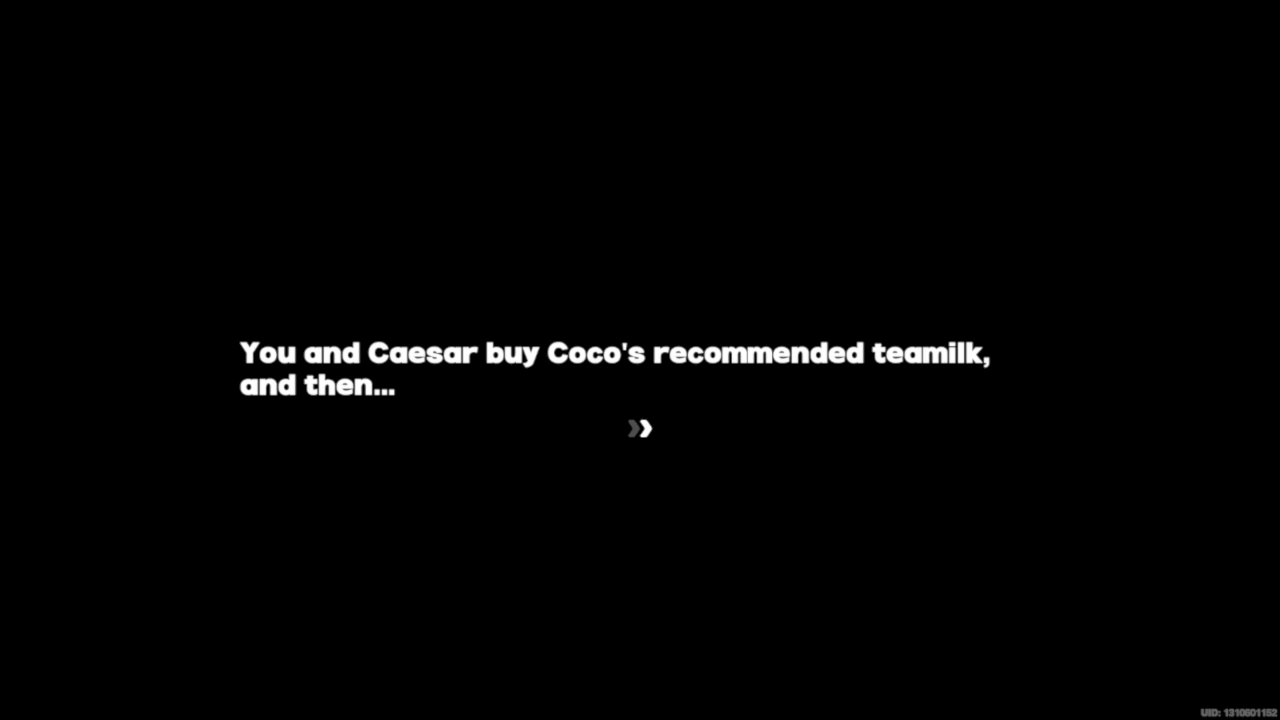 You and Caesar buy Coco's recommended teamilk,
and then...
UID: 1310601152